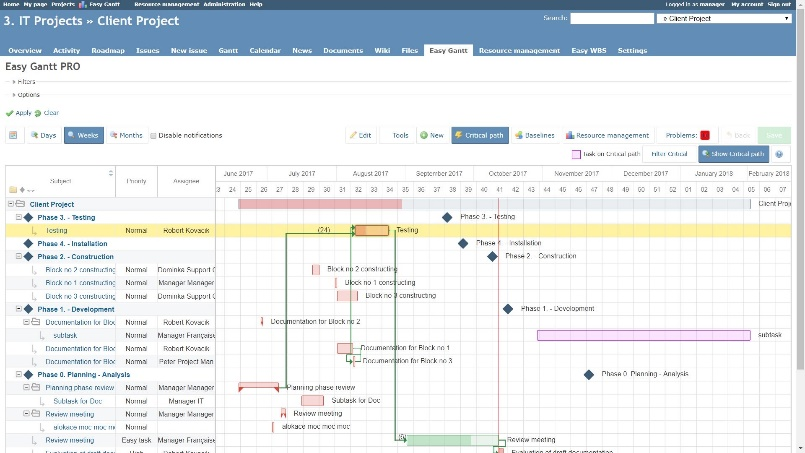 Home My page Projects Easy Gantt Resource management Administration Help Logged in as manager My account Sign out
3. IT Projects » Client Project
Search: » Client Project
Overview Activity Roadmap Issues New issue Gantt Calendar News Documents Wiki Files Easy Gantt Resource management Easy WBS Settings
Easy Gantt PRO
» Filters
» Options
Apply Clear
Days Weeks Months Disable notifications Edit Tools New Critical path Baselines Resource management Problems: Back Save
Task on Critical path Filter Critical Show Critical path
Subject Priority Assignee June 2017 July 2017 August 2017 September 2017 October 2017 November 2017 December 2017 January 2018 February 2018
3 24 25 26 27 28 29 30 31 32 33 34 35 36 37 38 39 40 41 42 43 44 45 46 47 48 49 50 51 52 01 02 03 04 05 06 07
Client Project Client Proj
Phase 3. - Testing Phase 3. - Testing
Testing Normal Robert Kovacik (24) Testing
Phase 4. - Installation Phase 4. - Installation
Phase 2. - Construction Phase 2. - Construction
Block no 2 constructing Normal Dominka Support C Block no 2 constructing
Block no 1 constructing Normal Manager Manager Block no 1 constructing
Block no 3 constructing Normal Dominka Support C Block no 3 constructing
Phase 1. - Development Phase 1. - Development
Documentation for Bloc Normal Robert Kovacik Documentation for Block no 2
subtask Normal Manager Française subtask
Documentation for Bloc Normal Robert Kovacik Documentation for Block no 1
Documentation for Bloc Normal Peter Project Man Documentation for Block no 3
Phase 0. Planning - Analysis Phase 0. Planning - Analysis
Planning phase review Normal Manager Manager Planning phase review
Subtask for Doc Normal Manager IT Subtask for Doc
Review meeting Normal Manager Manager Review meeting
alokace moc moc m Normal alokace moc moc moc
Review meeting Easy task Manager Française Review meeting
Evaluation of draft documentation